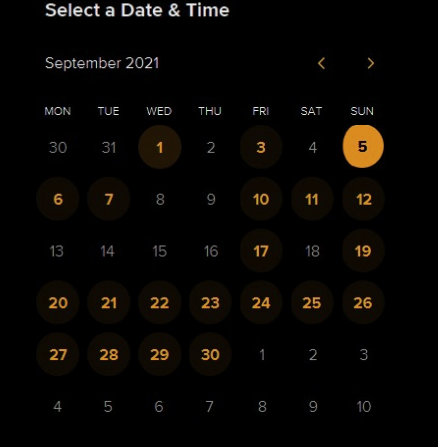 Select a Date & Time
September 2021
MON TUE WED THU FRI SAT SUN
30 31 1 2 3 4 5
6 7 8 9 10 11 12
13 14 15 16 17 18 19
20 21 22 23 24 25 26
27 28 29 30 1 2 3
4 5 6 7 8 9 10